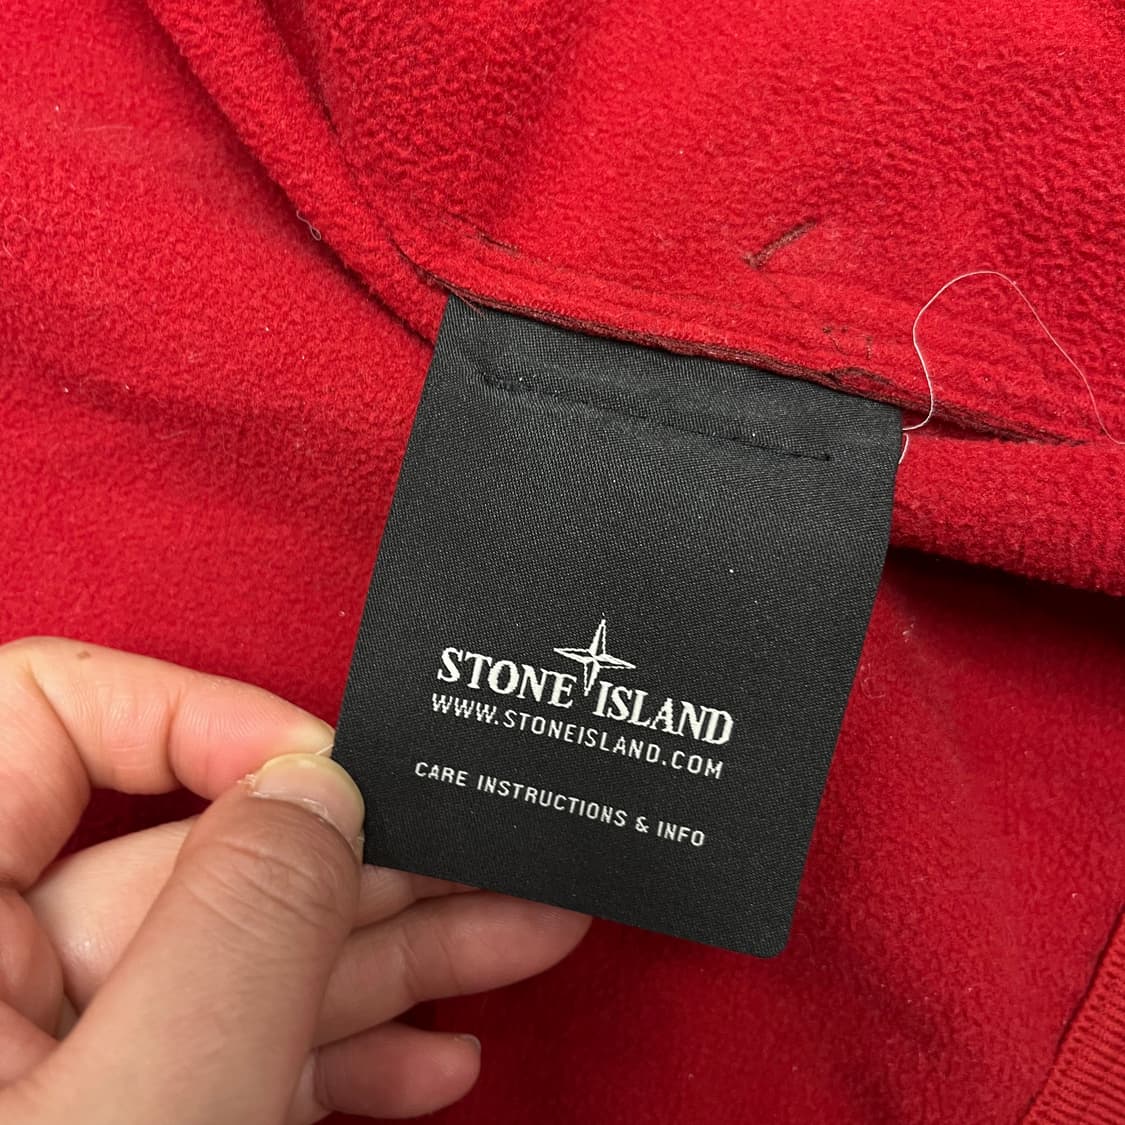 STONE ISLAND
WWW.STONEISLAND.COM
CARE INSTRUCTIONS & INFO